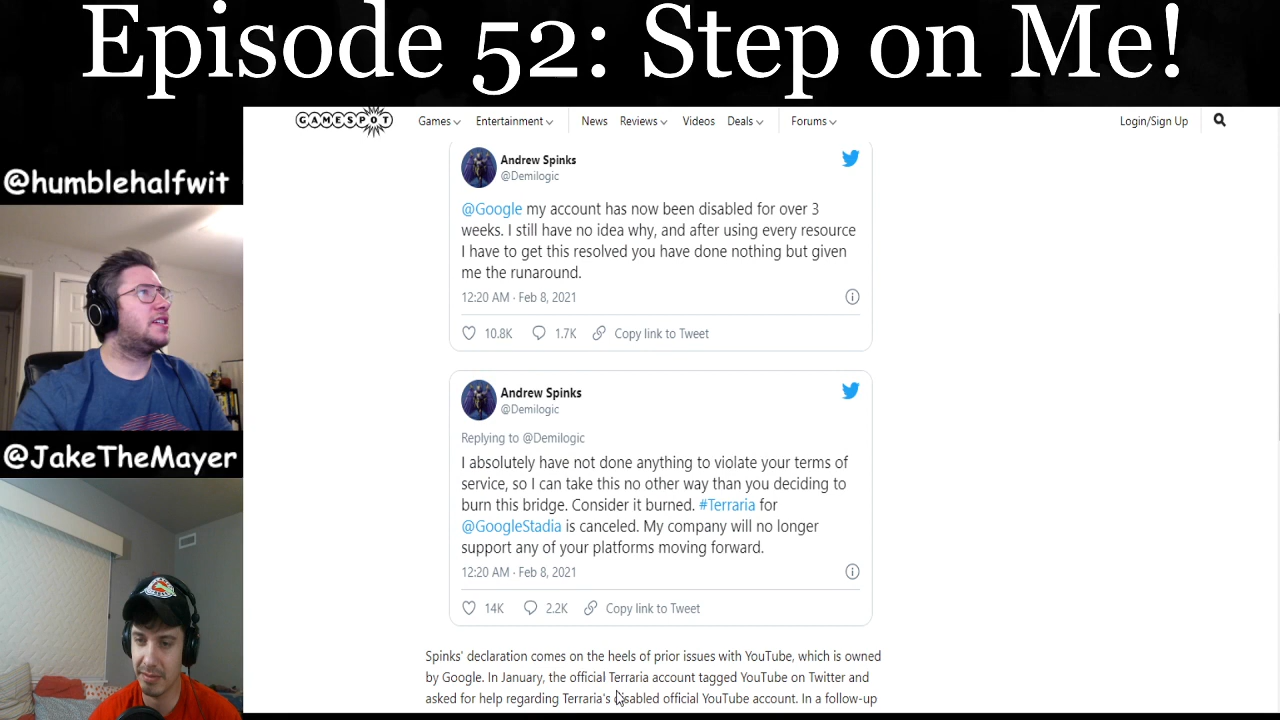 Episode 52: Step on Me!
GAMESPOT
Games Entertainment News Reviews Videos Deals Forums Login/Sign Up
@humblehalfwit
@JakeTheMayer
Andrew Spinks
@Demilogic
@Google my account has now been disabled for over 3
weeks. I still have no idea why, and after using every resource
I have to get this resolved you have done nothing but given
me the runaround.
12:20 AM · Feb 8, 2021
10.8K 1.7K Copy link to Tweet
Andrew Spinks
@Demilogic
Replying to @Demilogic
I absolutely have not done anything to violate your terms of
service, so I can take this no other way than you deciding to
burn this bridge. Consider it burned. #Terraria for
@GoogleStadia is canceled. My company will no longer
support any of your platforms moving forward.
12:20 AM · Feb 8, 2021
14K 2.2K Copy link to Tweet
Spinks' declaration comes on the heels of prior issues with YouTube, which is owned
by Google. In January, the official Terraria account tagged YouTube on Twitter and
asked for help regarding Terraria's disabled official YouTube account. In a follow-up